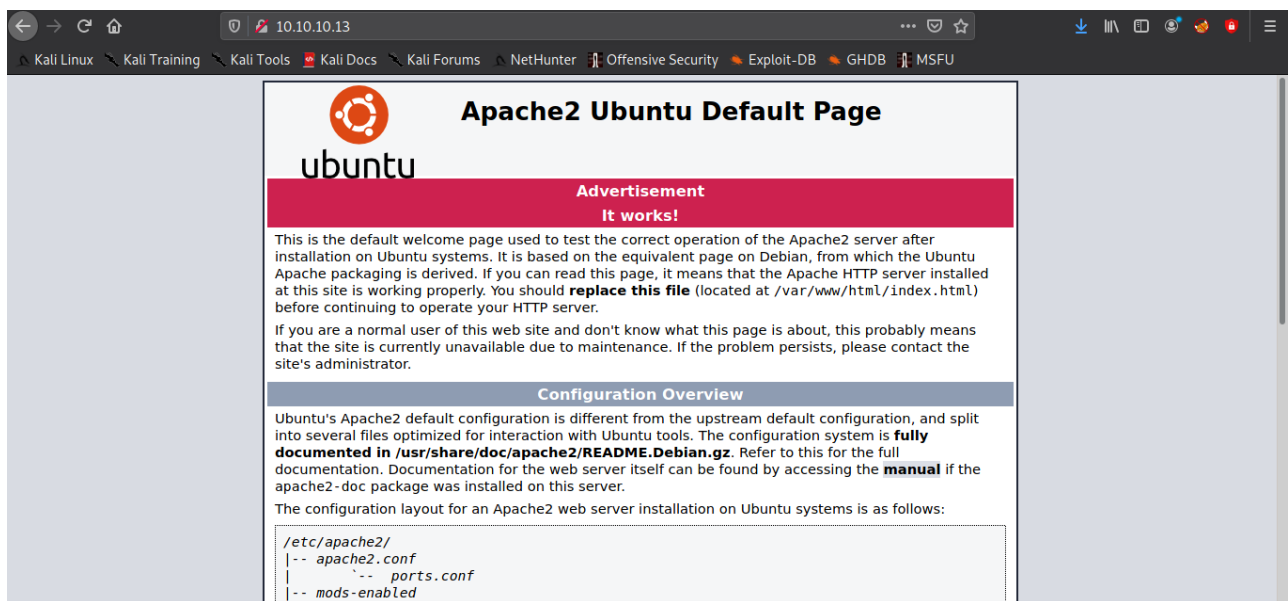 10.10.10.13
Kali Linux Kali Training Kali Tools Kali Docs Kali Forums NetHunter Offensive Security Exploit-DB GHDB MSFU
ubuntu
Apache2 Ubuntu Default Page
Advertisement
It works!
This is the default welcome page used to test the correct operation of the Apache2 server after
installation on Ubuntu systems. It is based on the equivalent page on Debian, from which the Ubuntu
Apache packaging is derived. If you can read this page, it means that the Apache HTTP server installed
at this site is working properly. You should replace this file (located at /var/www/html/index.html)
before continuing to operate your HTTP server.
If you are a normal user of this web site and don't know what this page is about, this probably means
that the site is currently unavailable due to maintenance. If the problem persists, please contact the
site's administrator.
Configuration Overview
Ubuntu's Apache2 default configuration is different from the upstream default configuration, and split
into several files optimized for interaction with Ubuntu tools. The configuration system is fully
documented in /usr/share/doc/apache2/README.Debian.gz. Refer to this for the full
documentation. Documentation for the web server itself can be found by accessing the manual if the
apache2-doc package was installed on this server.
The configuration layout for an Apache2 web server installation on Ubuntu systems is as follows:
/etc/apache2/
|-- apache2.conf
|       `--  ports.conf
|-- mods-enabled